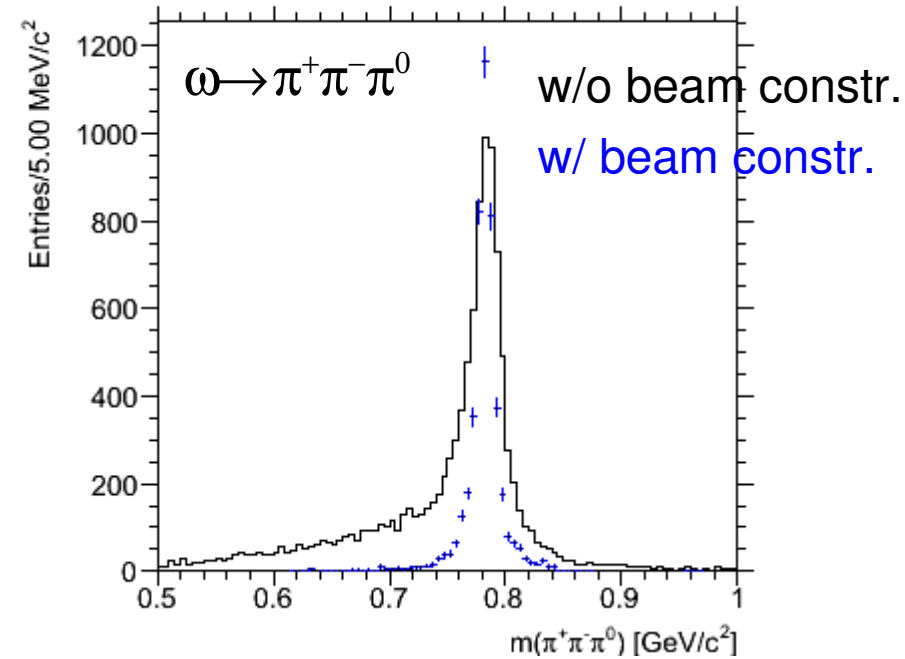 Entries/5.00 MeV/c²
1200
1000
800
600
400
200
0
ω→π⁺π⁻π⁰
w/o beam constr.
w/ beam constr.
0.5 0.6 0.7 0.8 0.9 1
m(π⁺π⁻π⁰) [GeV/c²]